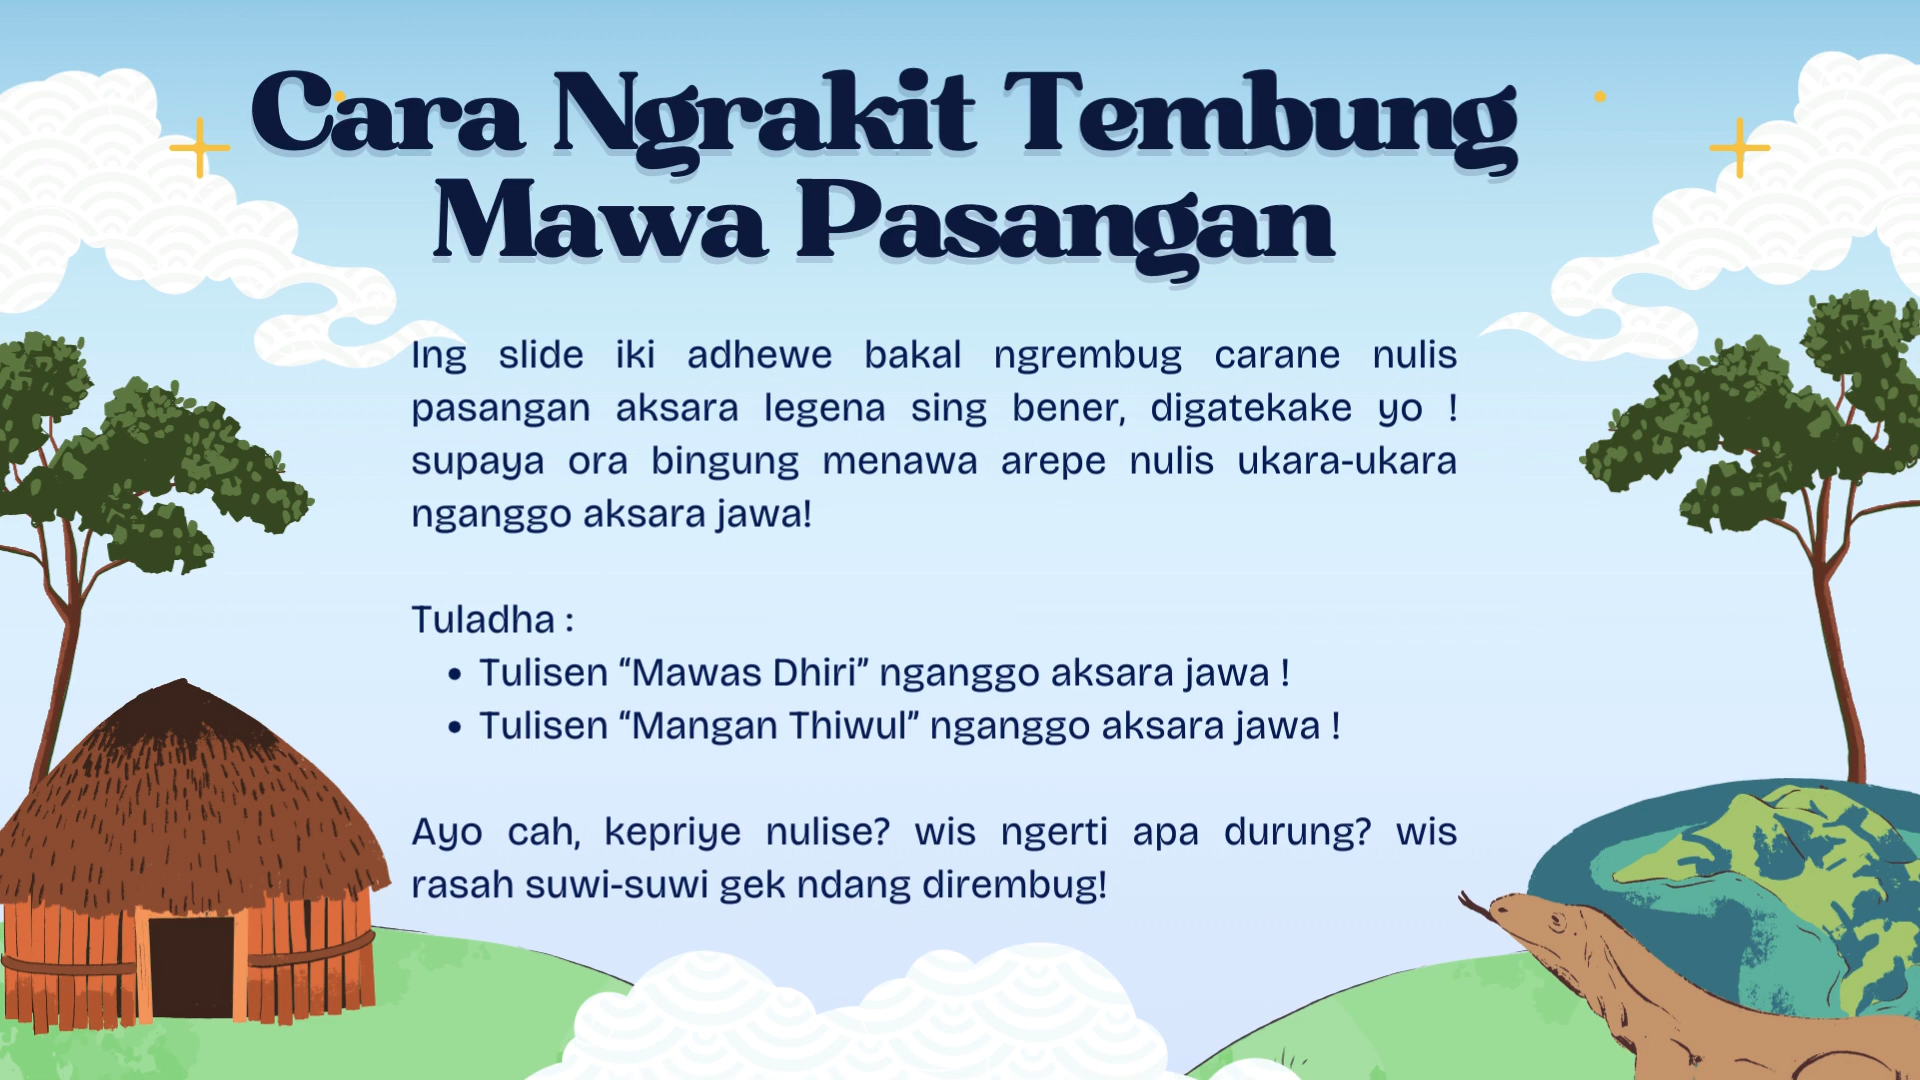 Cara Ngrakit Tembung
Mawa Pasangan
Ing slide iki adhewe bakal ngrembug carane nulis
pasangan aksara legena sing bener, digatekake yo !
supaya ora bingung menawa arepe nulis ukara-ukara
nganggo aksara jawa!
Tuladha :
• Tulisen “Mawas Dhiri” nganggo aksara jawa !
• Tulisen “Mangan Thiwul” nganggo aksara jawa !
Ayo cah, kepriye nulise? wis ngerti apa durung? wis
rasah suwi-suwi gek ndang dirembug!